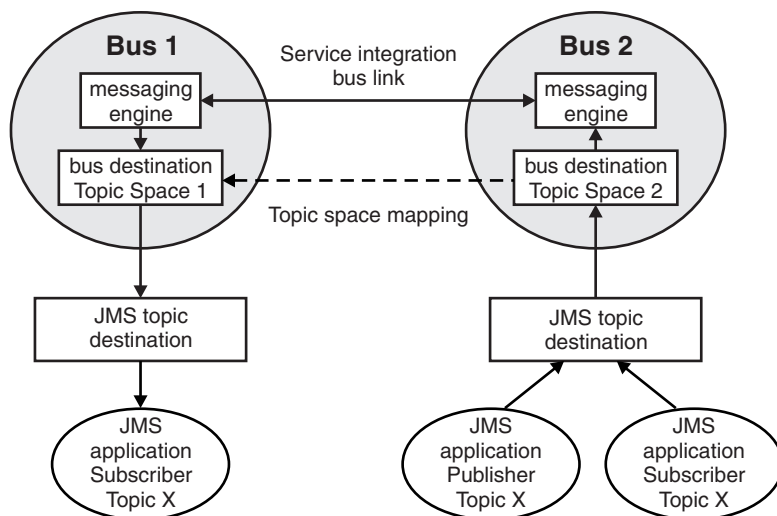 Bus 1
Service integration
bus link
Bus 2
messaging
engine
messaging
engine
bus destination
Topic Space 1
bus destination
Topic Space 2
Topic space mapping
JMS topic
destination
JMS topic
destination
JMS
application
Subscriber
Topic X
JMS
application
Publisher
Topic X
JMS
application
Subscriber
Topic X